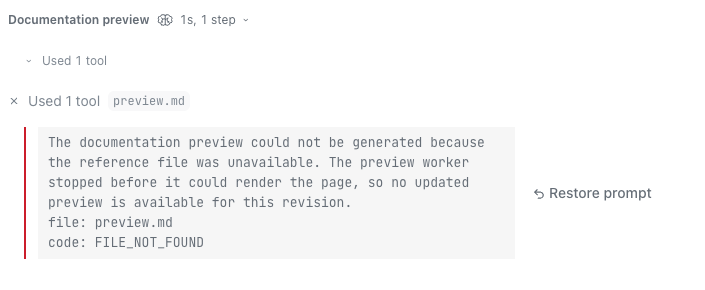 Documentation preview 1s, 1 step
Used 1 tool
Used 1 tool preview.md
The documentation preview could not be generated because
the reference file was unavailable. The preview worker
stopped before it could render the page, so no updated
preview is available for this revision.
file: preview.md
code: FILE_NOT_FOUND
Restore prompt